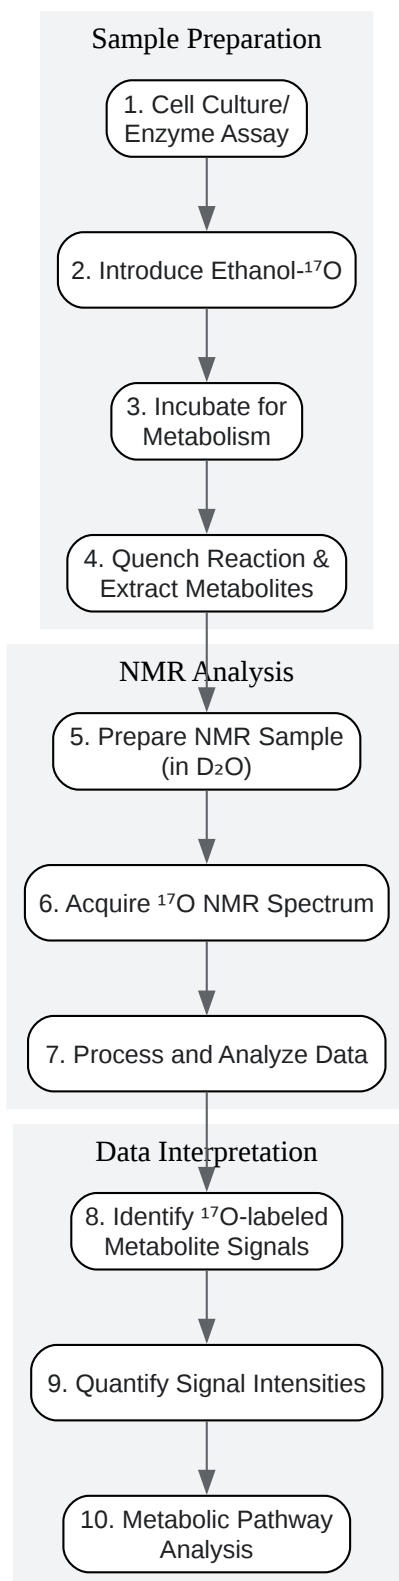 Sample Preparation
1. Cell Culture/
Enzyme Assay
2. Introduce Ethanol-¹⁷O
3. Incubate for
Metabolism
4. Quench Reaction &
Extract Metabolites
NMR Analysis
5. Prepare NMR Sample
(in D₂O)
6. Acquire ¹⁷O NMR Spectrum
7. Process and Analyze Data
Data Interpretation
8. Identify ¹⁷O-labeled
Metabolite Signals
9. Quantify Signal Intensities
10. Metabolic Pathway
Analysis